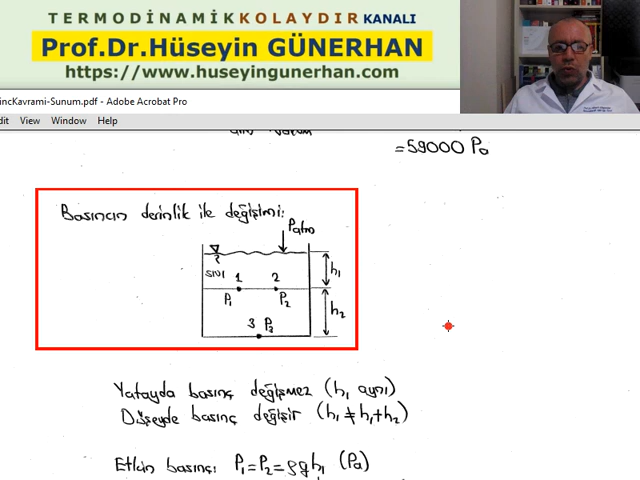 TERMODİNAMİKKOLAYDIR KANALI
Prof.Dr.Hüseyin GÜNERHAN
https://www.huseyingunerhan.com
incKavrami-Sunum.pdf - Adobe Acrobat Pro
dit View Window Help
= 59000 Pa
Basıncın derinlik ile değişimi:
Patm
SIVI 1 2 h₁
P₁ P₂
h₂
3 P₃
Yatayda basınç değişmez (h₁ aynı)
Düşeyde basınç değişir (h₁ ≠ h₁+h₂)
Etkin basınç: P₁=P₂=ρgh₁ (Pa)